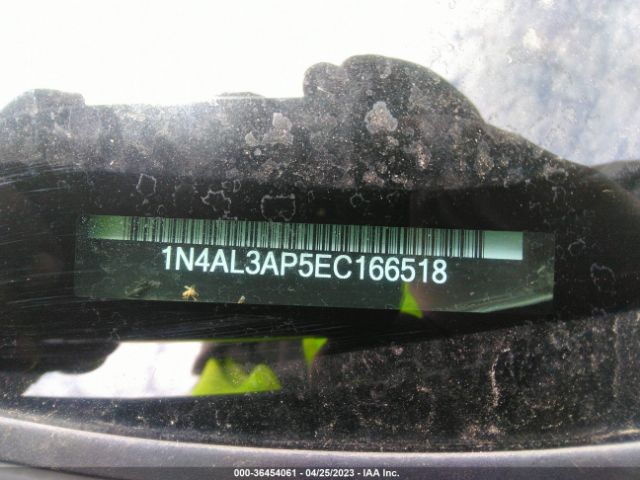 1N4AL3AP5EC166518
000-36454061 - 04/25/2023 - IAA Inc.